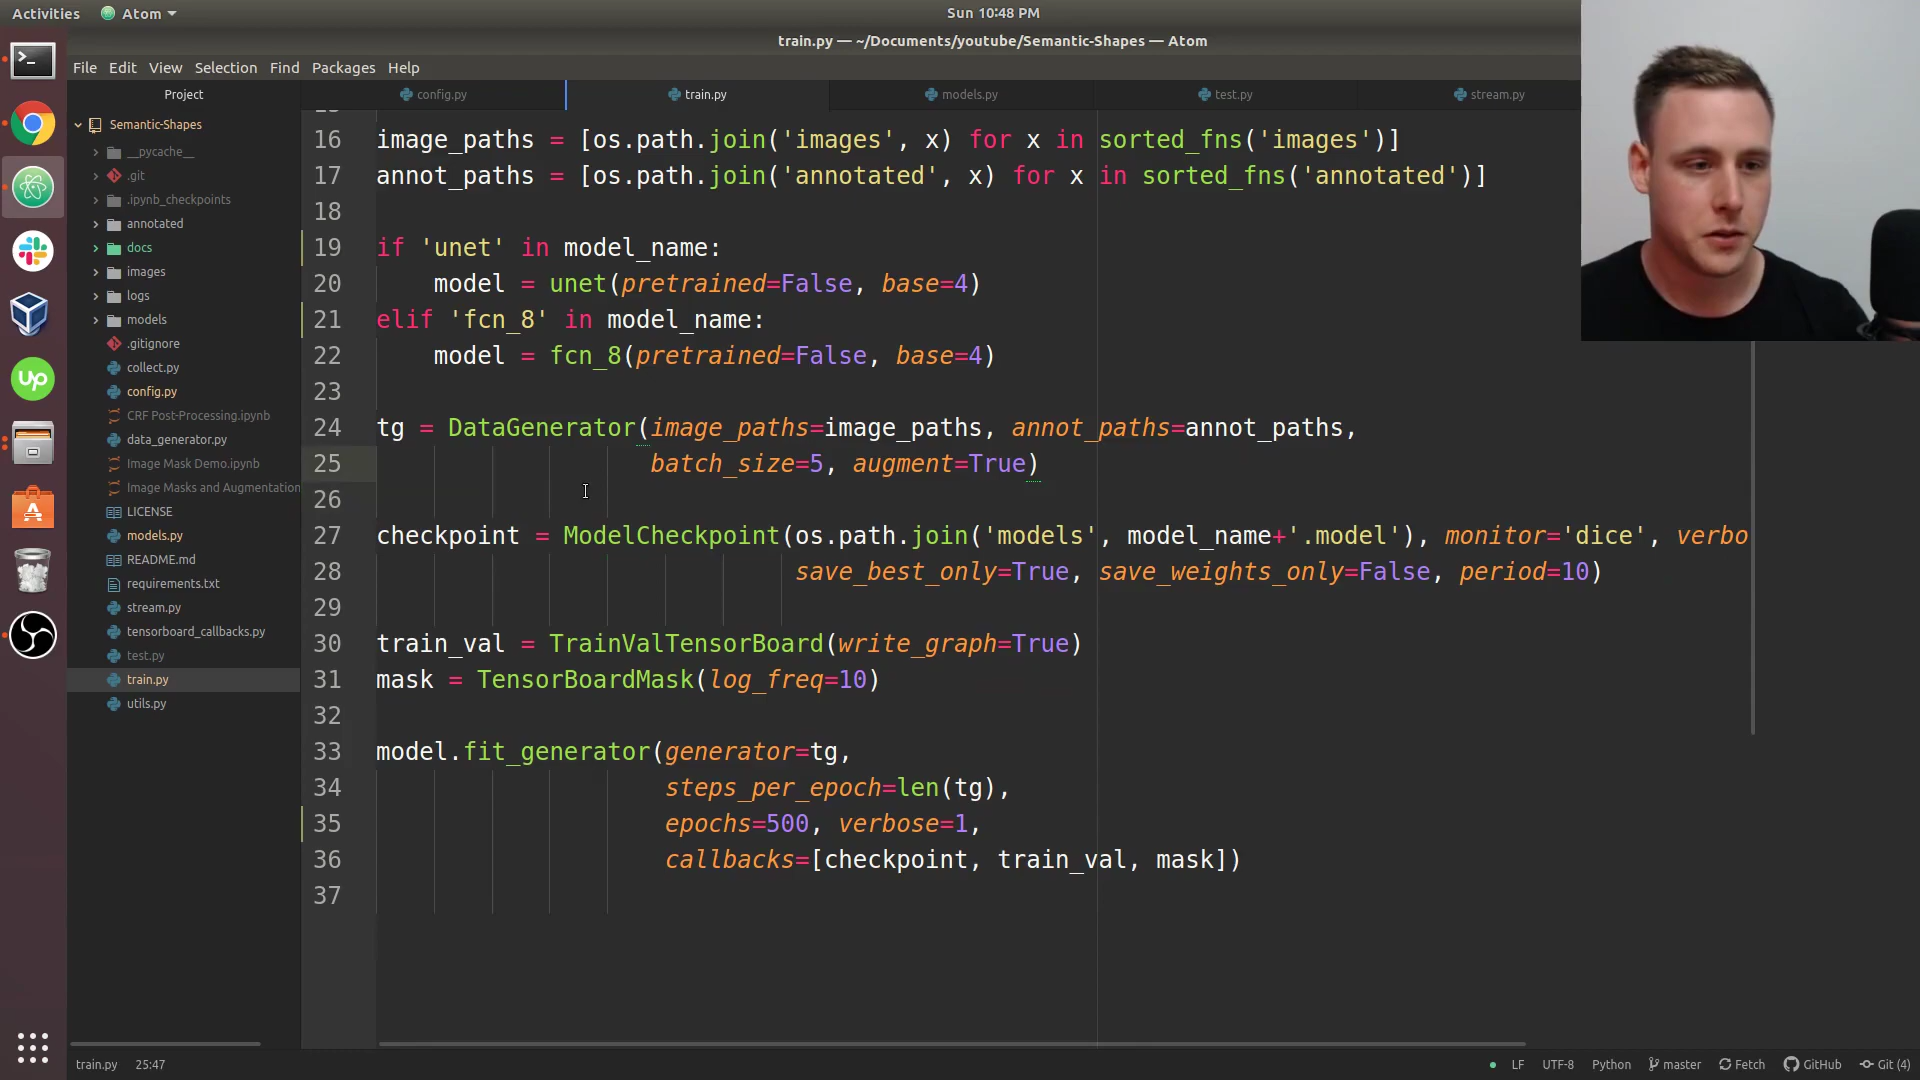 Activities
Atom
Sun 10:48 PM
train.py — ~/Documents/youtube/Semantic-Shapes — Atom
File Edit View Selection Find Packages Help
Project
config.py
train.py
models.py
test.py
stream.py
Semantic-Shapes
__pycache__
.git
.ipynb_checkpoints
annotated
docs
images
logs
models
.gitignore
collect.py
config.py
CRF Post-Processing.ipynb
data_generator.py
Image Mask Demo.ipynb
Image Masks and Augmentation
LICENSE
models.py
README.md
requirements.txt
stream.py
tensorboard_callbacks.py
test.py
train.py
utils.py
16 image_paths = [os.path.join('images', x) for x in sorted_fns('images')]
17 annot_paths = [os.path.join('annotated', x) for x in sorted_fns('annotated')]
18
19 if 'unet' in model_name:
20     model = unet(pretrained=False, base=4)
21 elif 'fcn_8' in model_name:
22     model = fcn_8(pretrained=False, base=4)
23
24 tg = DataGenerator(image_paths=image_paths, annot_paths=annot_paths,
25                    batch_size=5, augment=True)
26
27 checkpoint = ModelCheckpoint(os.path.join('models', model_name+'.model'), monitor='dice', verbo
28                              save_best_only=True, save_weights_only=False, period=10)
29
30 train_val = TrainValTensorBoard(write_graph=True)
31 mask = TensorBoardMask(log_freq=10)
32
33 model.fit_generator(generator=tg,
34                     steps_per_epoch=len(tg),
35                     epochs=500, verbose=1,
36                     callbacks=[checkpoint, train_val, mask])
37
Up
train.py 25:47
LF UTF-8 Python master Fetch GitHub Git (4)